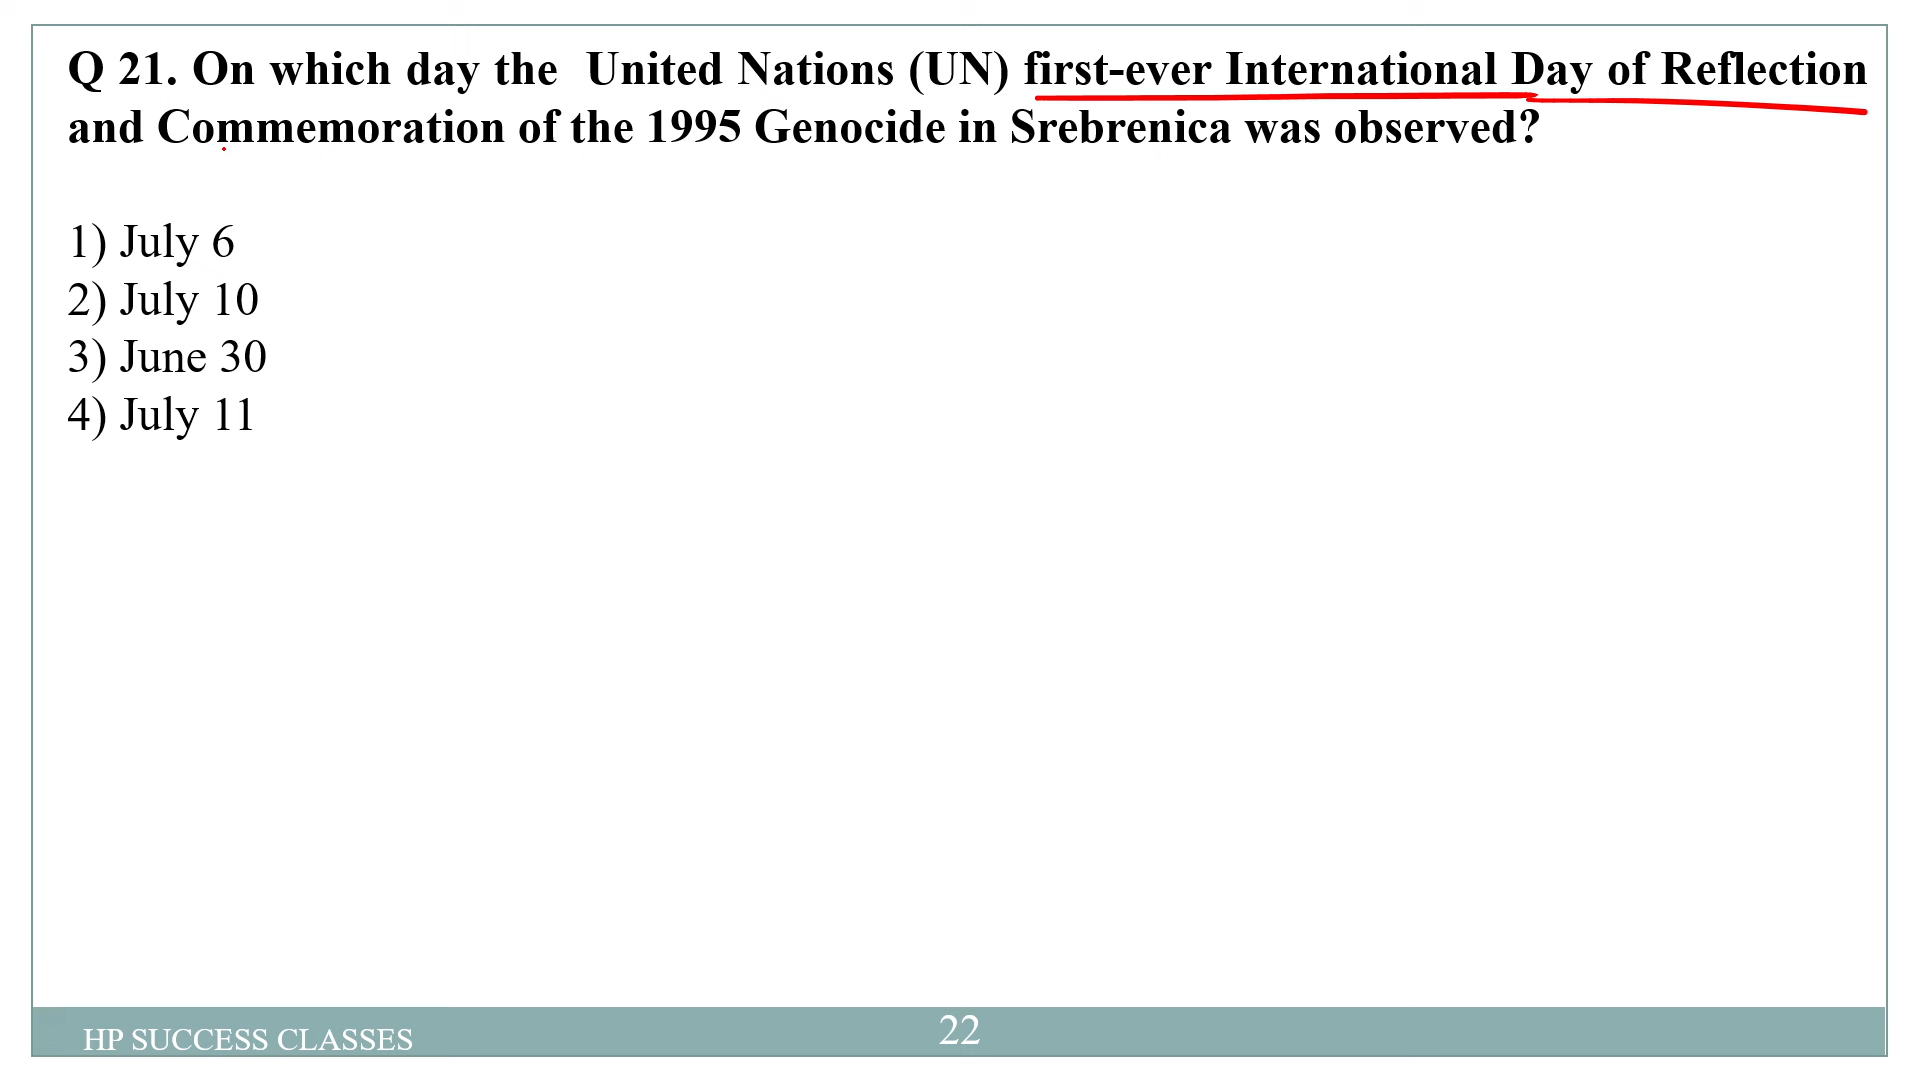 Q 21. On which day the United Nations (UN) first-ever International Day of Reflection
and Commemoration of the 1995 Genocide in Srebrenica was observed?
1) July 6
2) July 10
3) June 30
4) July 11
HP SUCCESS CLASSES
22